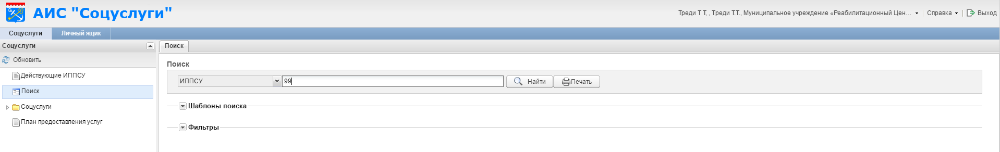 АИС "Соцуслуги"
Треди Т Т, , Треди Т.Т., Муниципальное учреждение «Реабилитационный Цен... Справка Выход
Соцуслуги Личный ящик
Соцуслуги
Обновить
Действующие ИППСУ
Поиск
Соцуслуги
План предоставления услуг
Поиск
Поиск
ИППСУ 99 Найти Печать
Шаблоны поиска
Фильтры